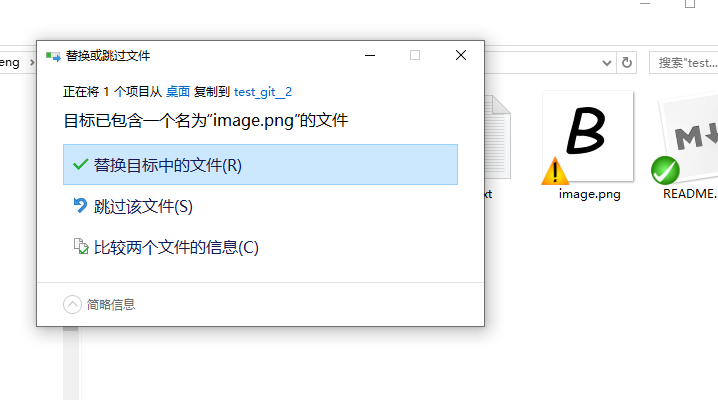 eng
搜索"test...
替换或跳过文件
正在将 1 个项目从 桌面 复制到 test_git__2
目标已包含一个名为“image.png”的文件
替换目标中的文件(R)
跳过该文件(S)
比较两个文件的信息(C)
简略信息
B
M
xt
image.png
README.